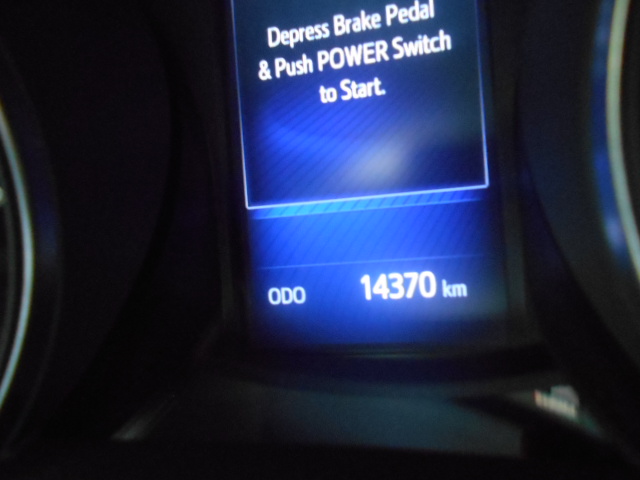 Depress Brake Pedal
& Push POWER Switch
to Start.
ODO 14370 km